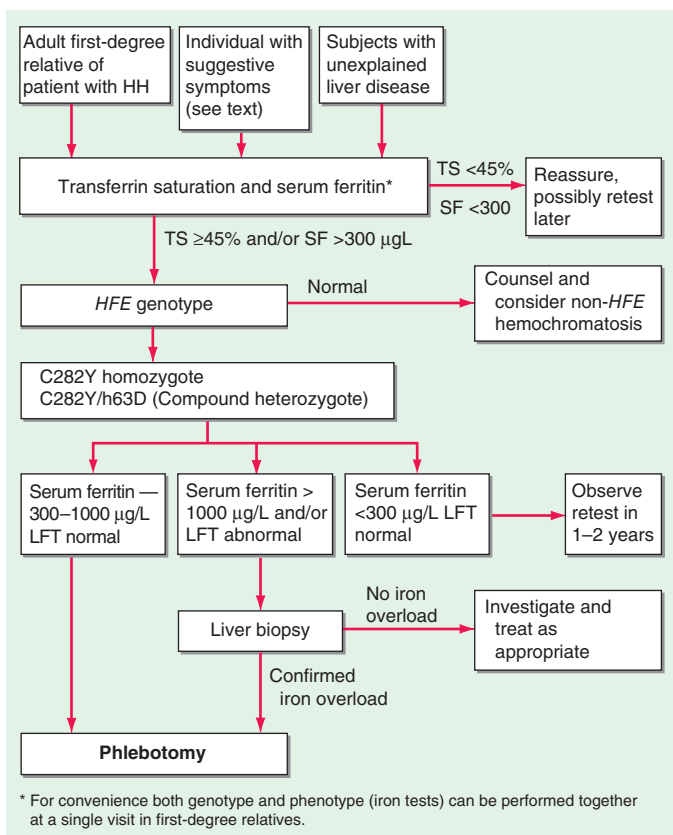 Adult first-degree
relative of
patient with HH
Individual with
suggestive
symptoms
(see text)
Subjects with
unexplained
liver disease
Transferrin saturation and serum ferritin*
TS <45%
SF <300
Reassure,
possibly retest
later
TS ≥45% and/or SF >300 μgL
HFE genotype
Normal
Counsel and
consider non-HFE
hemochromatosis
C282Y homozygote
C282Y/h63D (Compound heterozygote)
Serum ferritin —
300–1000 μg/L
LFT normal
Serum ferritin >
1000 μg/L and/or
LFT abnormal
Serum ferritin
<300 μg/L LFT
normal
Observe
retest in
1–2 years
Liver biopsy
No iron
overload
Investigate and
treat as
appropriate
Confirmed
iron overload
Phlebotomy
* For convenience both genotype and phenotype (iron tests) can be performed together
at a single visit in first-degree relatives.